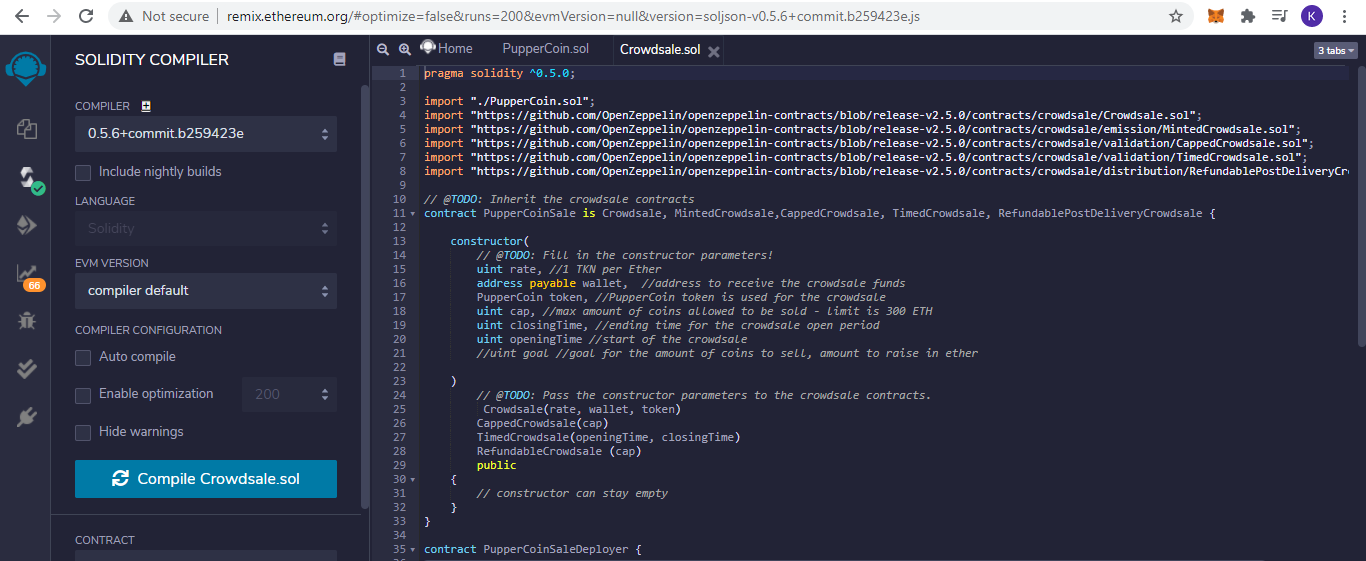 Not secure | remix.ethereum.org/#optimize=false&runs=200&evmVersion=null&version=soljson-v0.5.6+commit.b259423e.js
K
SOLIDITY COMPILER
COMPILER
0.5.6+commit.b259423e
Include nightly builds
LANGUAGE
Solidity
EVM VERSION
compiler default
COMPILER CONFIGURATION
Auto compile
Enable optimization
200
Hide warnings
Compile Crowdsale.sol
CONTRACT
66
Home
PupperCoin.sol
Crowdsale.sol
3 tabs
1 pragma solidity ^0.5.0;
2
3 import "./PupperCoin.sol";
4 import "https://github.com/OpenZeppelin/openzeppelin-contracts/blob/release-v2.5.0/contracts/crowdsale/Crowdsale.sol";
5 import "https://github.com/OpenZeppelin/openzeppelin-contracts/blob/release-v2.5.0/contracts/crowdsale/emission/MintedCrowdsale.sol";
6 import "https://github.com/OpenZeppelin/openzeppelin-contracts/blob/release-v2.5.0/contracts/crowdsale/validation/CappedCrowdsale.sol";
7 import "https://github.com/OpenZeppelin/openzeppelin-contracts/blob/release-v2.5.0/contracts/crowdsale/validation/TimedCrowdsale.sol";
8 import "https://github.com/OpenZeppelin/openzeppelin-contracts/blob/release-v2.5.0/contracts/crowdsale/distribution/RefundablePostDeliveryCr
9
10 // @TODO: Inherit the crowdsale contracts
11 contract PupperCoinSale is Crowdsale, MintedCrowdsale,CappedCrowdsale, TimedCrowdsale, RefundablePostDeliveryCrowdsale {
12
13 constructor(
14 // @TODO: Fill in the constructor parameters!
15 uint rate, //1 TKN per Ether
16 address payable wallet, //address to receive the crowdsale funds
17 PupperCoin token, //PupperCoin token is used for the crowdsale
18 uint cap, //max amount of coins allowed to be sold - limit is 300 ETH
19 uint closingTime, //ending time for the crowdsale open period
20 uint openingTime //start of the crowdsale
21 //uint goal //goal for the amount of coins to sell, amount to raise in ether
22
23 )
24 // @TODO: Pass the constructor parameters to the crowdsale contracts.
25 Crowdsale(rate, wallet, token)
26 CappedCrowdsale(cap)
27 TimedCrowdsale(openingTime, closingTime)
28 RefundableCrowdsale (cap)
29 public
30 {
31 // constructor can stay empty
32 }
33 }
34
35 contract PupperCoinSaleDeployer {